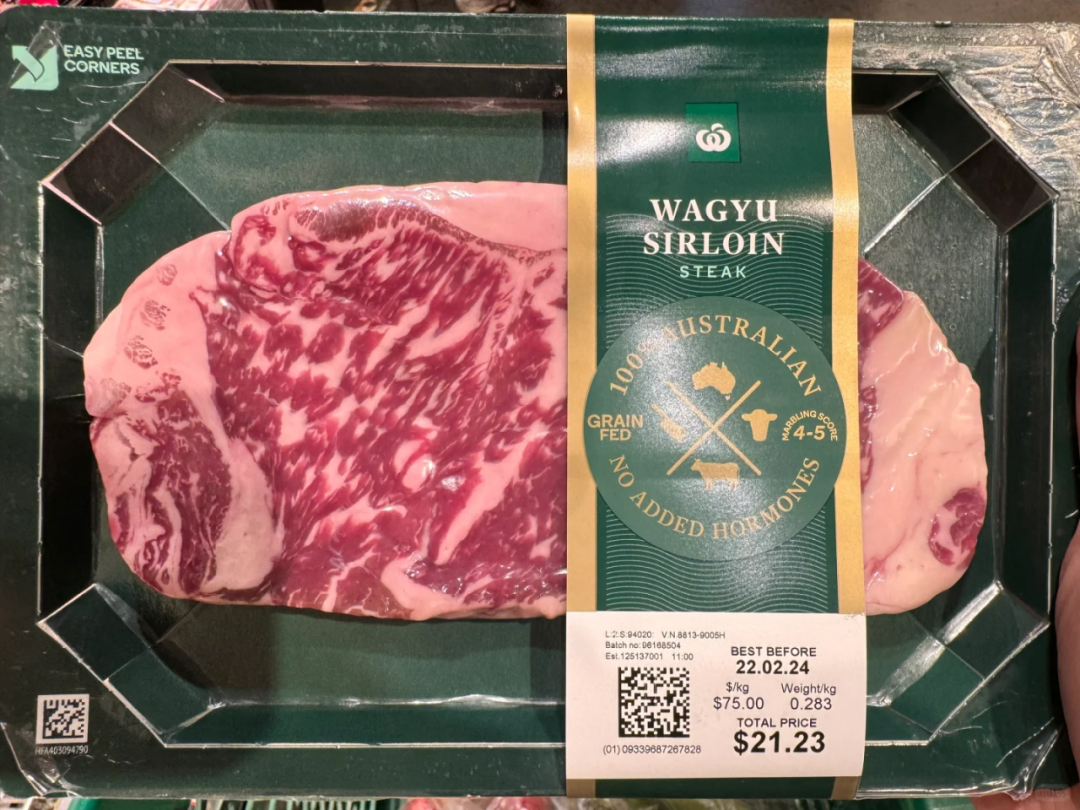 EASY PEEL
CORNERS
WAGYU
SIRLOIN
STEAK
100% AUSTRALIAN
GRAIN
FED
MARBLING SCORE
4-5
NO ADDED HORMONES
L:2: S:94020: V.N.8813-9005H
Batch no: 96168504
Est.125137001 11:00
BEST BEFORE
22.02.24
$/kg Weight/kg
$75.00 0.283
TOTAL PRICE
$21.23
(01) 09339687267828
HFA403094790